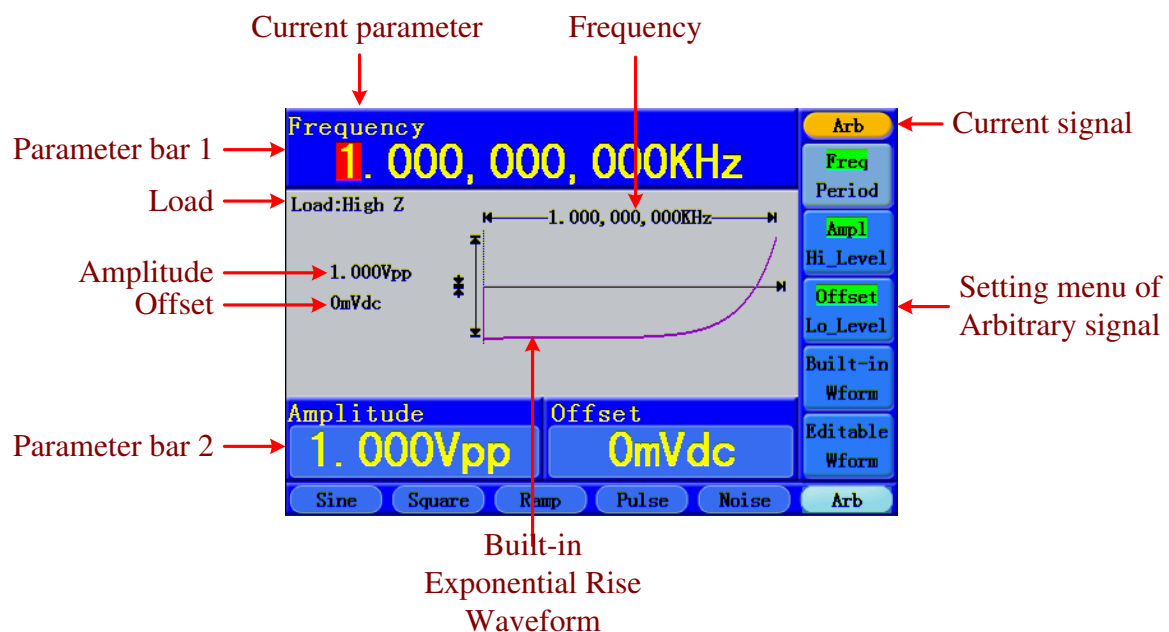 Current parameter
Frequency
Frequency
1. 000, 000, 000KHz
Parameter bar 1
Arb
Current signal
Freq
Period
Load
Load:High Z
1.000,000,000KHz
Ampl
Hi_Level
Amplitude
1.000Vpp
Offset
0mVdc
Offset
Lo_Level
Setting menu of
Arbitrary signal
Built-in
Wform
Amplitude
Offset
Parameter bar 2
1. 000Vpp
0mVdc
Editable
Wform
Sine
Square
Ramp
Pulse
Noise
Arb
Built-in
Exponential Rise
Waveform